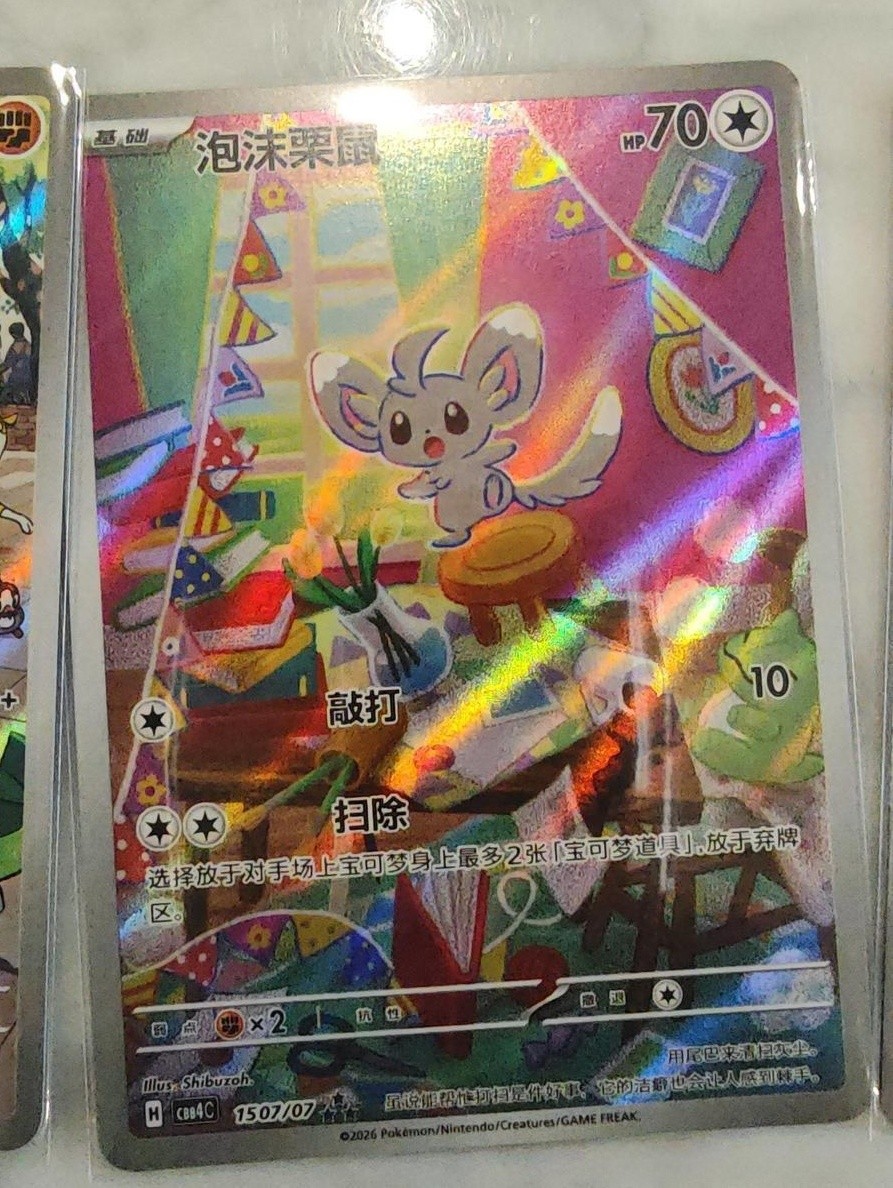 基础
泡沫栗鼠
HP70
敲打
10
扫除
选择放于对手场上宝可梦身上最多2张「宝可梦道具」,放于弃牌
区。
弱点 ×2 抗性 撤退
用尾巴来清扫灰尘。
虽说能帮忙打扫是件好事,它的洁癖也会让人感到棘手。
Illus. Shibuzoh.
H CBB4C 1507/07
©2026 Pokémon/Nintendo/Creatures/GAME FREAK.
+